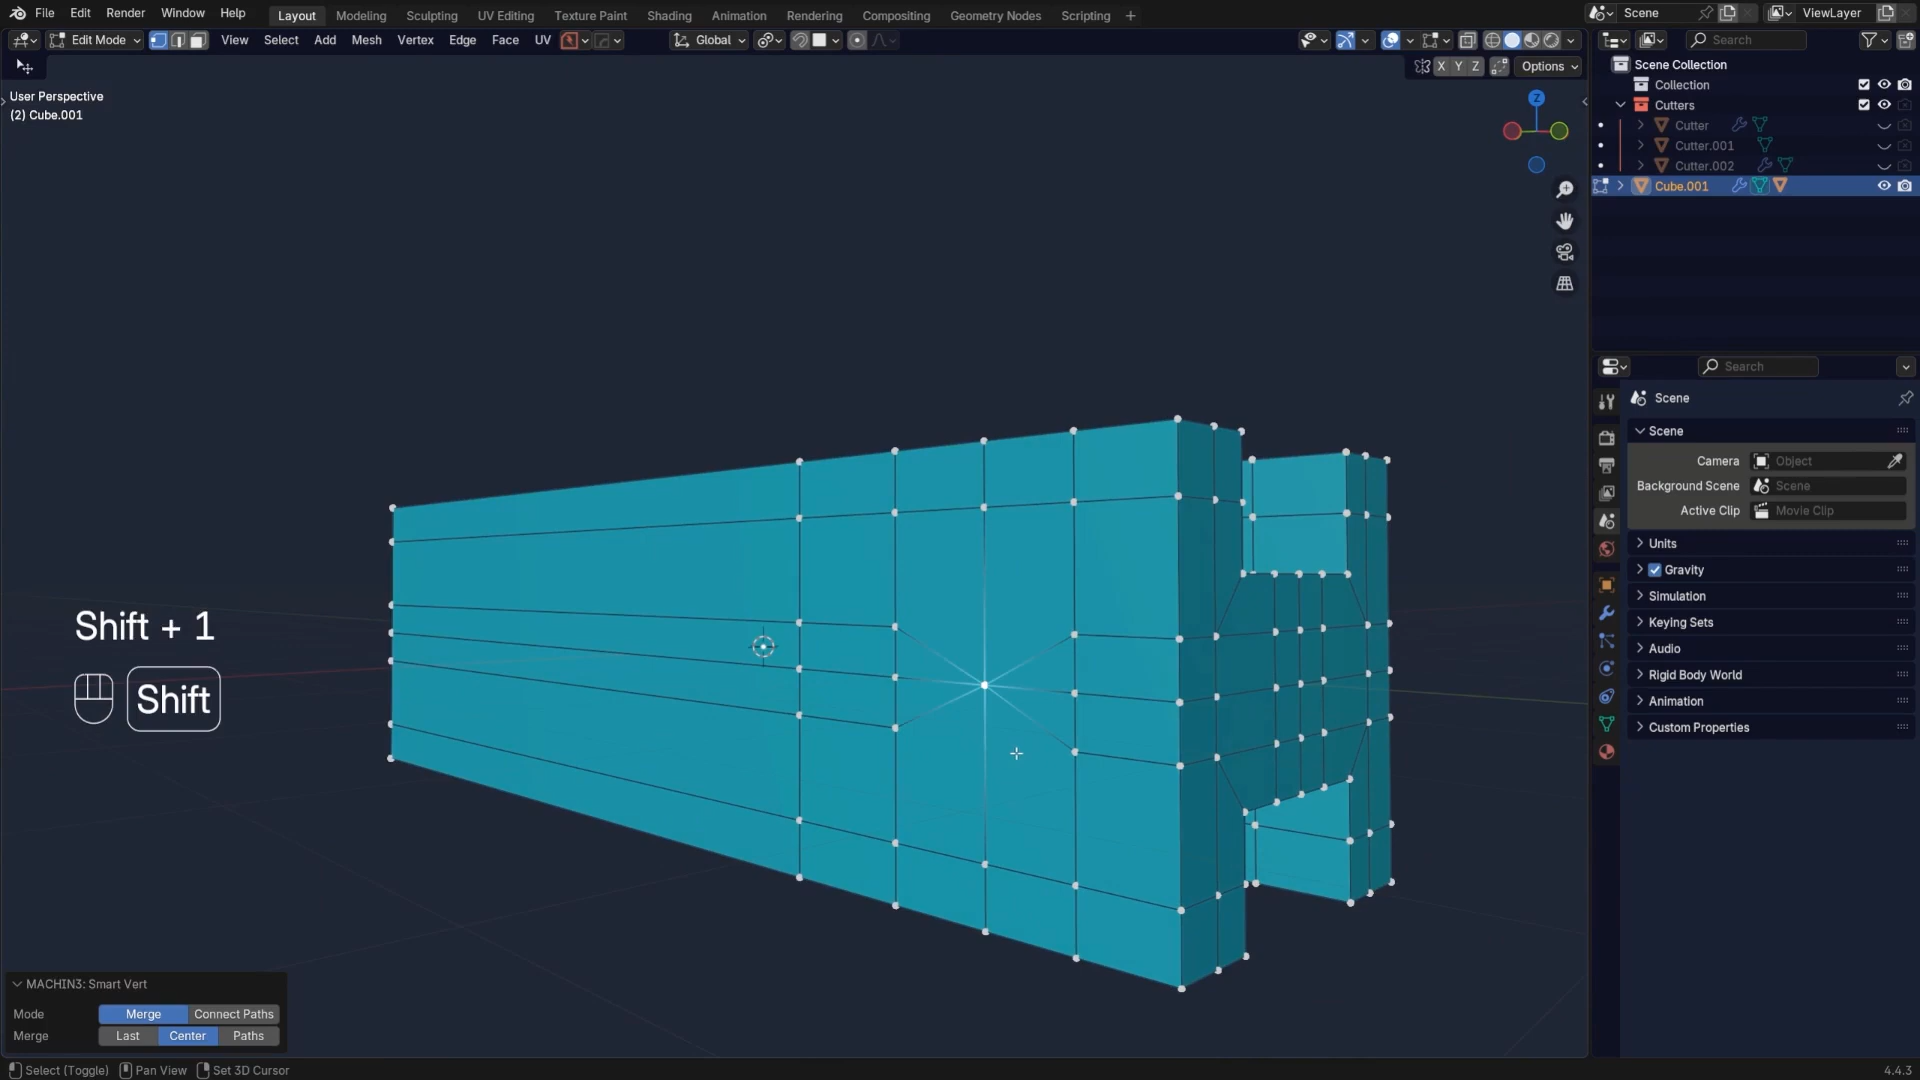 File Edit Render Window Help Layout Modeling Sculpting UV Editing Texture Paint Shading Animation Rendering Compositing Geometry Nodes Scripting + Scene ViewLayer
Edit Mode View Select Add Mesh Vertex Edge Face UV Global Search
X Y Z Options
User Perspective
(2) Cube.001
Z
Scene Collection
Collection
Cutters
Cutter
Cutter.001
Cutter.002
Cube.001
Search
Scene
Scene
Camera Object
Background Scene Scene
Active Clip Movie Clip
Units
Gravity
Simulation
Keying Sets
Audio
Rigid Body World
Animation
Custom Properties
Shift + 1
Shift
MACHIN3: Smart Vert
Mode Merge Connect Paths
Merge Last Center Paths
Select (Toggle) Pan View Set 3D Cursor 4.4.3